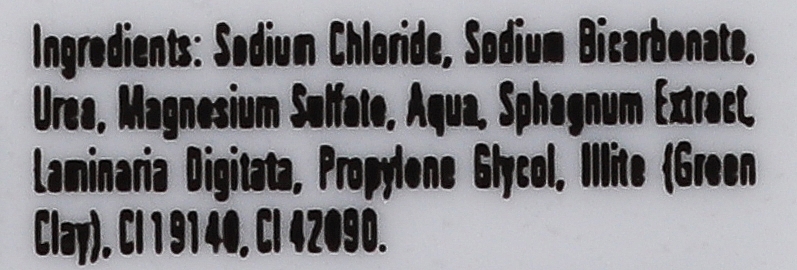 Ingredients: Sodium Chloride, Sodium Bicarbonate,
Urea, Magnesium Sulfate, Aqua, Sphagnum Extract,
Laminaria Digitata, Propylene Glycol, Illite (Green
Clay), CI 19140, CI 42090.